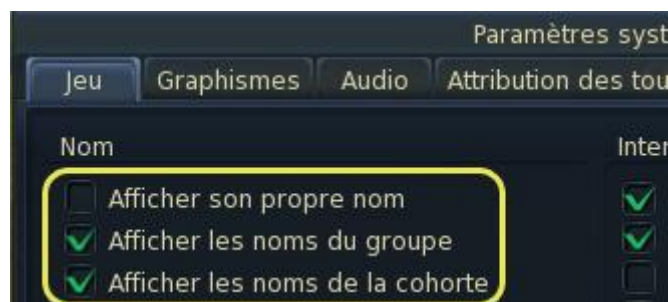 Paramètres syst
Jeu Graphismes Audio Attribution des tou
Nom Inter
Afficher son propre nom
Afficher les noms du groupe
Afficher les noms de la cohorte